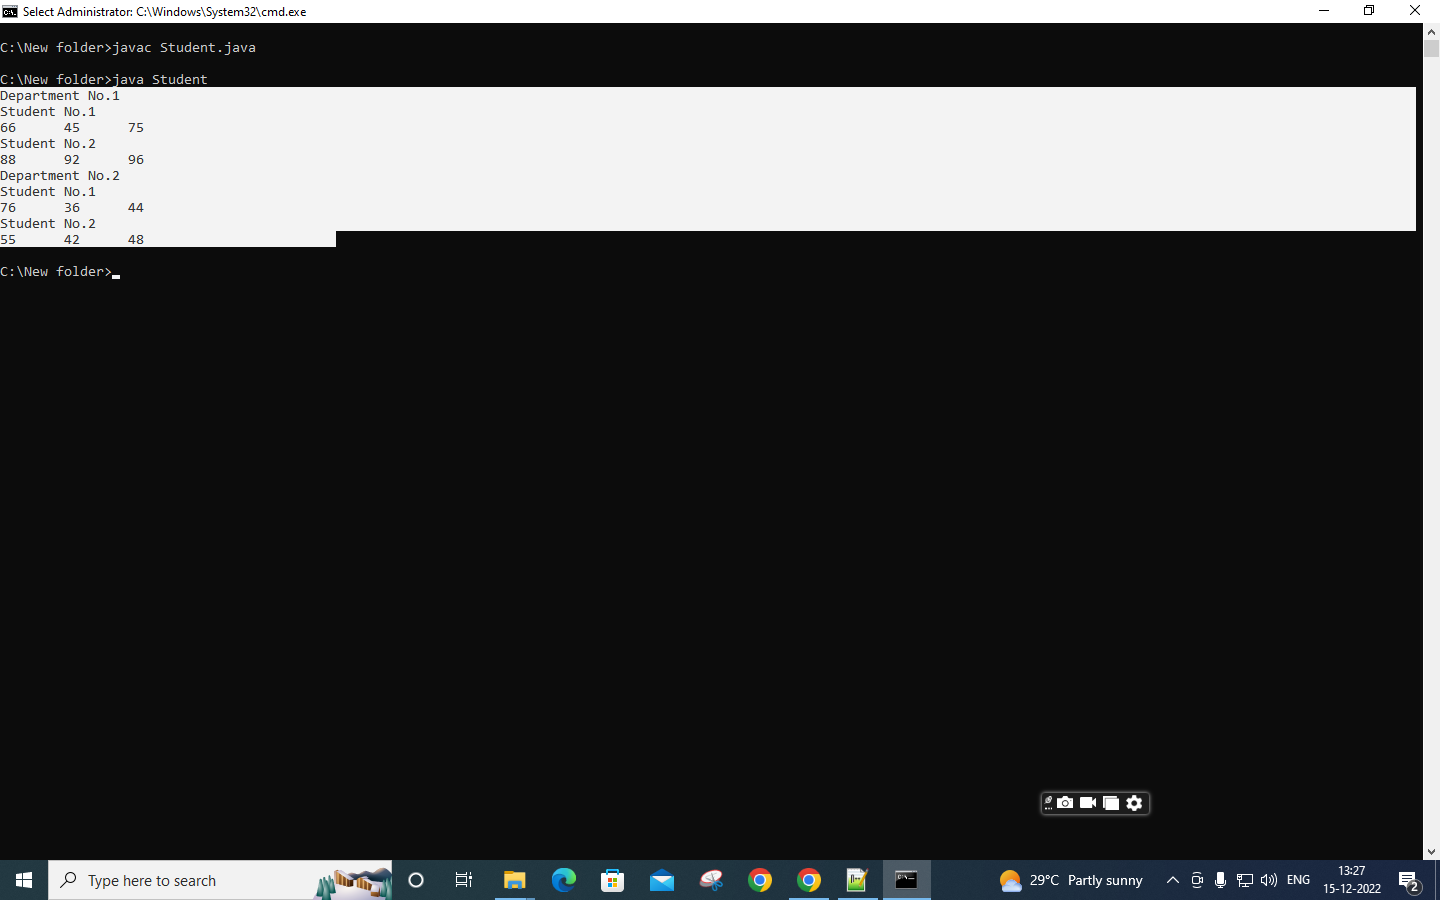 Select Administrator: C:\Windows\System32\cmd.exe
C:\New folder>javac Student.java
C:\New folder>java Student
Department No.1
Student No.1
66 45 75
Student No.2
88 92 96
Department No.2
Student No.1
76 36 44
Student No.2
55 42 48
C:\New folder>
Type here to search
29°C Partly sunny
ENG
13:27
15-12-2022
2